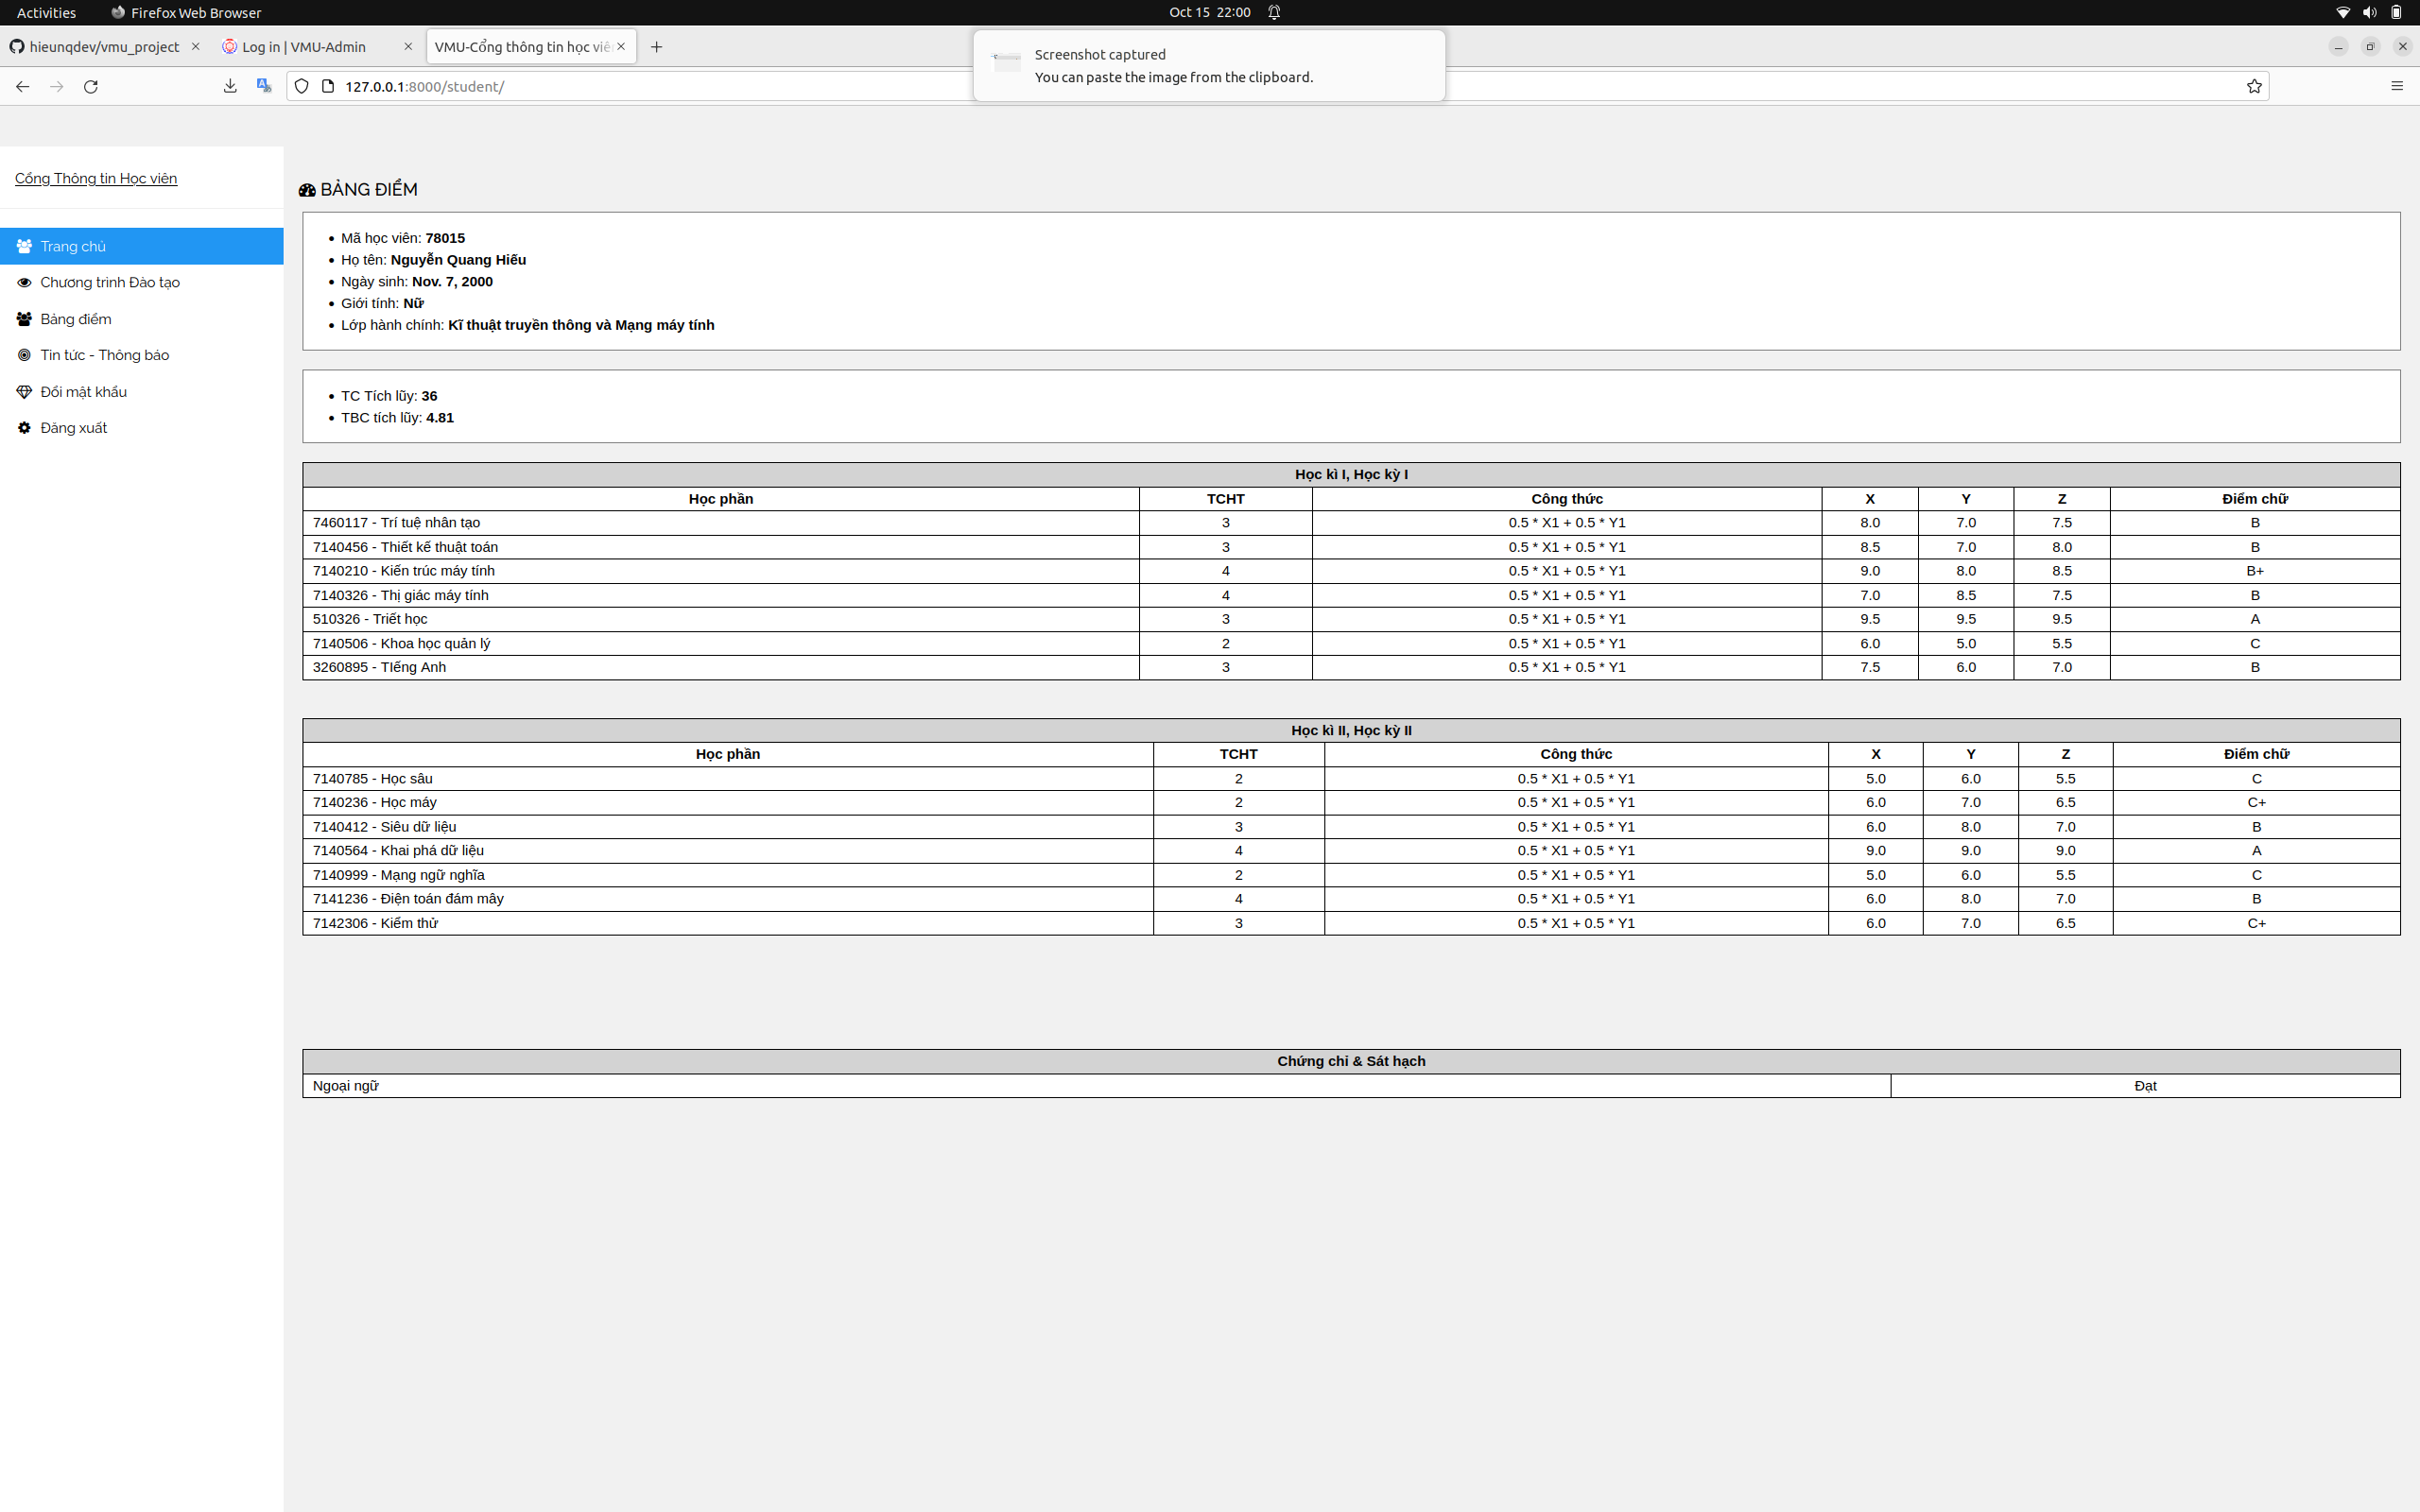 Activities Firefox Web Browser Oct 15 22:00
hieunqdev/vmu_project Log in | VMU-Admin VMU-Cổng thông tin học viê
Screenshot captured
You can paste the image from the clipboard.
127.0.0.1:8000/student/
Cổng Thông tin Học viên
Trang chủ
Chương trình Đào tạo
Bảng điểm
Tin tức - Thông báo
Đổi mật khẩu
Đăng xuất
BẢNG ĐIỂM
Mã học viên: 78015
Họ tên: Nguyễn Quang Hiếu
Ngày sinh: Nov. 7, 2000
Giới tính: Nữ
Lớp hành chính: Kĩ thuật truyền thông và Mạng máy tính
TC Tích lũy: 36
TBC tích lũy: 4.81
Học kì I, Học kỳ I
Học phần TCHT Công thức X Y Z Điểm chữ
7460117 - Trí tuệ nhân tạo 3 0.5 * X1 + 0.5 * Y1 8.0 7.0 7.5 B
7140456 - Thiết kế thuật toán 3 0.5 * X1 + 0.5 * Y1 8.5 7.0 8.0 B
7140210 - Kiến trúc máy tính 4 0.5 * X1 + 0.5 * Y1 9.0 8.0 8.5 B+
7140326 - Thị giác máy tính 4 0.5 * X1 + 0.5 * Y1 7.0 8.5 7.5 B
510326 - Triết học 3 0.5 * X1 + 0.5 * Y1 9.5 9.5 9.5 A
7140506 - Khoa học quản lý 2 0.5 * X1 + 0.5 * Y1 6.0 5.0 5.5 C
3260895 - TIếng Anh 3 0.5 * X1 + 0.5 * Y1 7.5 6.0 7.0 B
Học kì II, Học kỳ II
Học phần TCHT Công thức X Y Z Điểm chữ
7140785 - Học sâu 2 0.5 * X1 + 0.5 * Y1 5.0 6.0 5.5 C
7140236 - Học máy 2 0.5 * X1 + 0.5 * Y1 6.0 7.0 6.5 C+
7140412 - Siêu dữ liệu 3 0.5 * X1 + 0.5 * Y1 6.0 8.0 7.0 B
7140564 - Khai phá dữ liệu 4 0.5 * X1 + 0.5 * Y1 9.0 9.0 9.0 A
7140999 - Mạng ngữ nghĩa 2 0.5 * X1 + 0.5 * Y1 5.0 6.0 5.5 C
7141236 - Điện toán đám mây 4 0.5 * X1 + 0.5 * Y1 6.0 8.0 7.0 B
7142306 - Kiểm thử 3 0.5 * X1 + 0.5 * Y1 6.0 7.0 6.5 C+
Chứng chỉ & Sát hạch
Ngoại ngữ Đạt